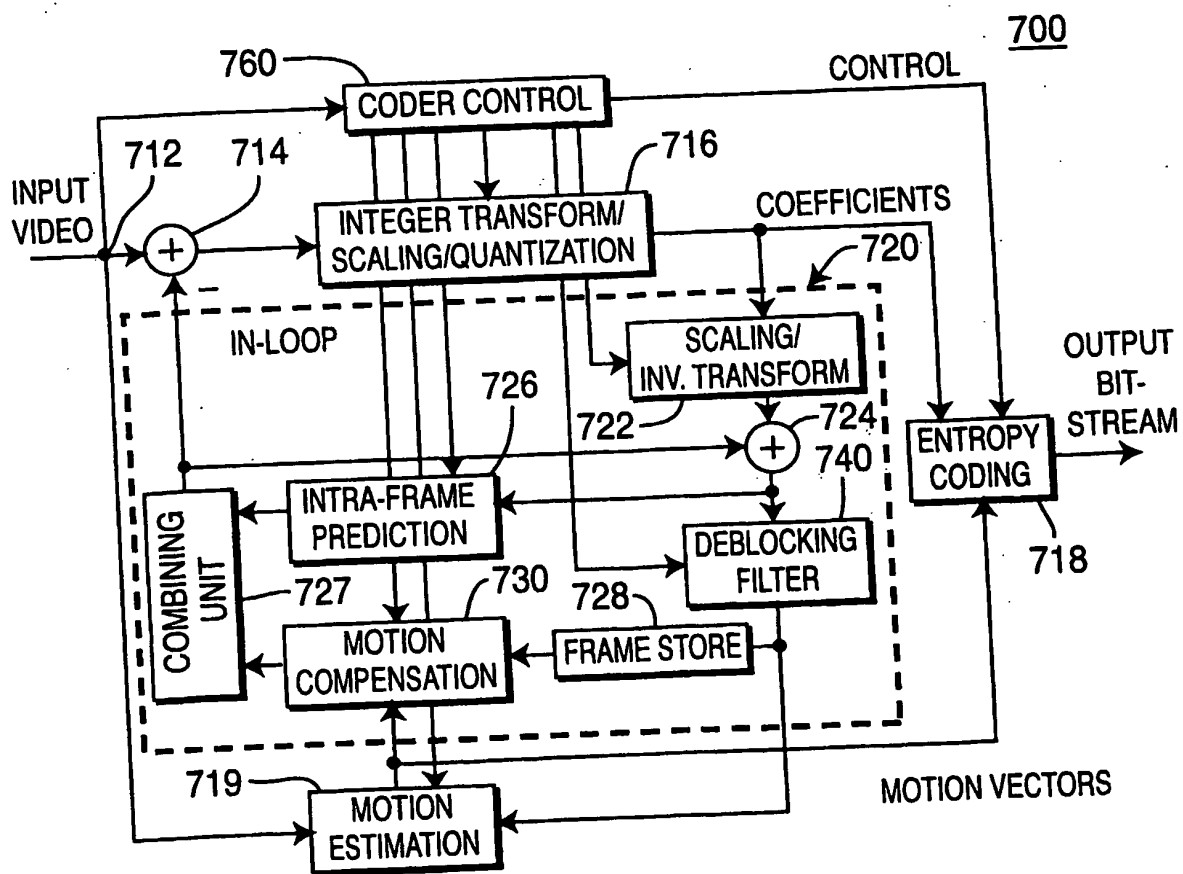 700
760
CONTROL
CODER CONTROL
712
714
716
INPUT
VIDEO
+
INTEGER TRANSFORM/
SCALING/QUANTIZATION
COEFFICIENTS
720
−
IN-LOOP
SCALING/
INV. TRANSFORM
726
722
+
724
740
OUTPUT
BIT-
STREAM
ENTROPY
CODING
INTRA-FRAME
PREDICTION
DEBLOCKING
FILTER
718
COMBINING
UNIT
727
730
728
MOTION
COMPENSATION
FRAME STORE
719
MOTION VECTORS
MOTION
ESTIMATION